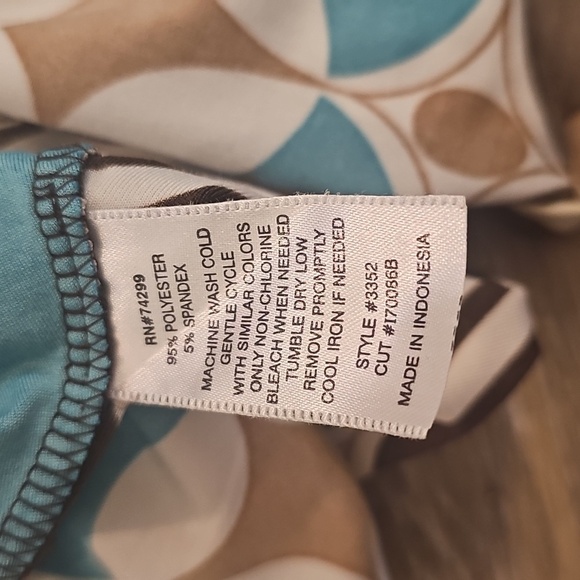 RN#74299
95% POLYESTER
5% SPANDEX
MACHINE WASH COLD
GENTLE CYCLE
WITH SIMILAR COLORS
ONLY NON-CHLORINE
BLEACH WHEN NEEDED
TUMBLE DRY LOW
REMOVE PROMPTLY
COOL IRON IF NEEDED
STYLE #3352
CUT #170086B
MADE IN INDONESIA